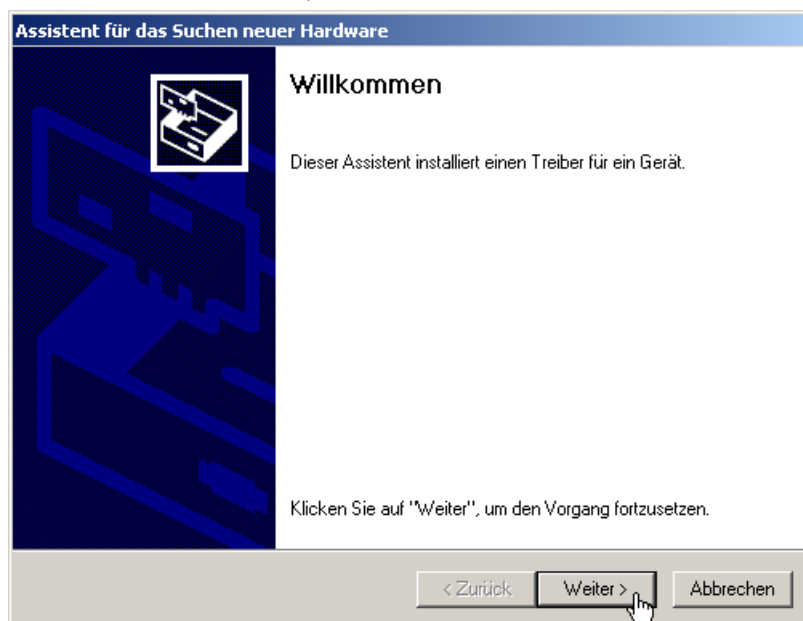 Assistent für das Suchen neuer Hardware
Willkommen
Dieser Assistent installiert einen Treiber für ein Gerät.
Klicken Sie auf "Weiter", um den Vorgang fortzusetzen.
< Zurück
Weiter >
Abbrechen